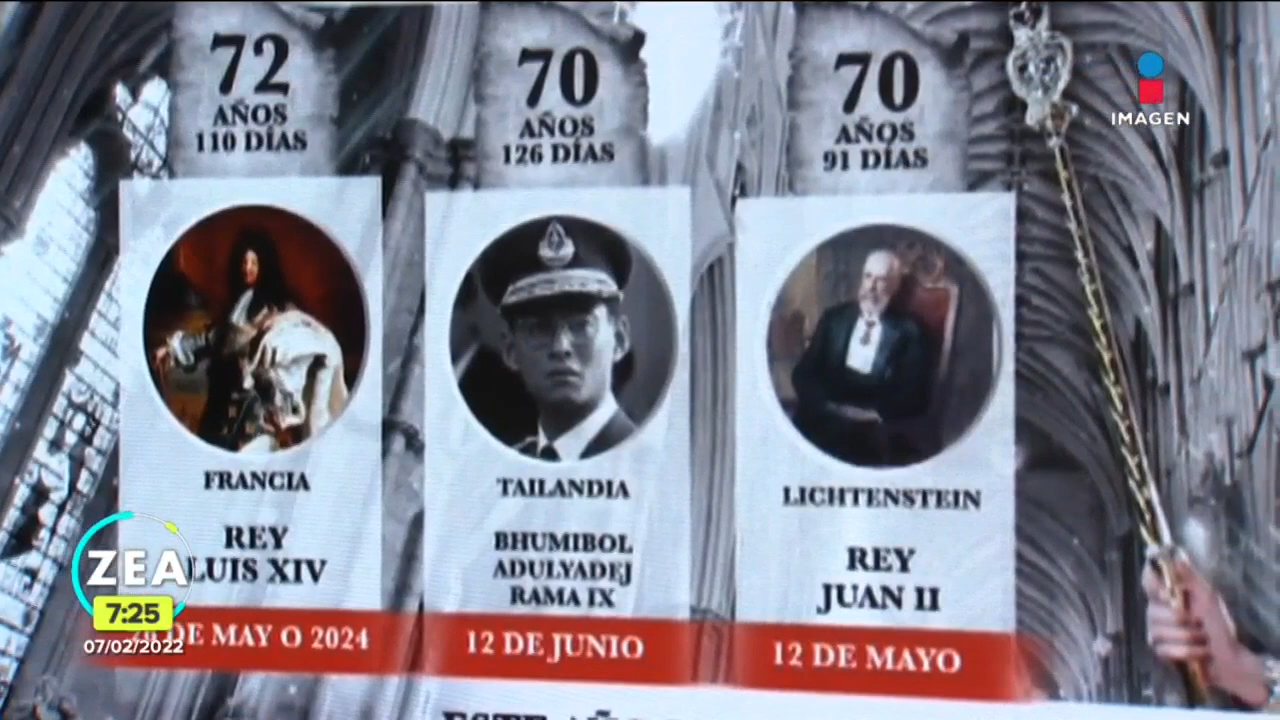 72
AÑOS
110 DÍAS
70
AÑOS
126 DÍAS
70
AÑOS
91 DÍAS
IMAGEN
FRANCIA
REY
LUIS XIV
DE MAY O 2024
TAILANDIA
BHUMIBOL
ADULYADEJ
RAMA IX
12 DE JUNIO
LICHTENSTEIN
REY
JUAN II
12 DE MAYO
ZEA
7:25
07/02/2022